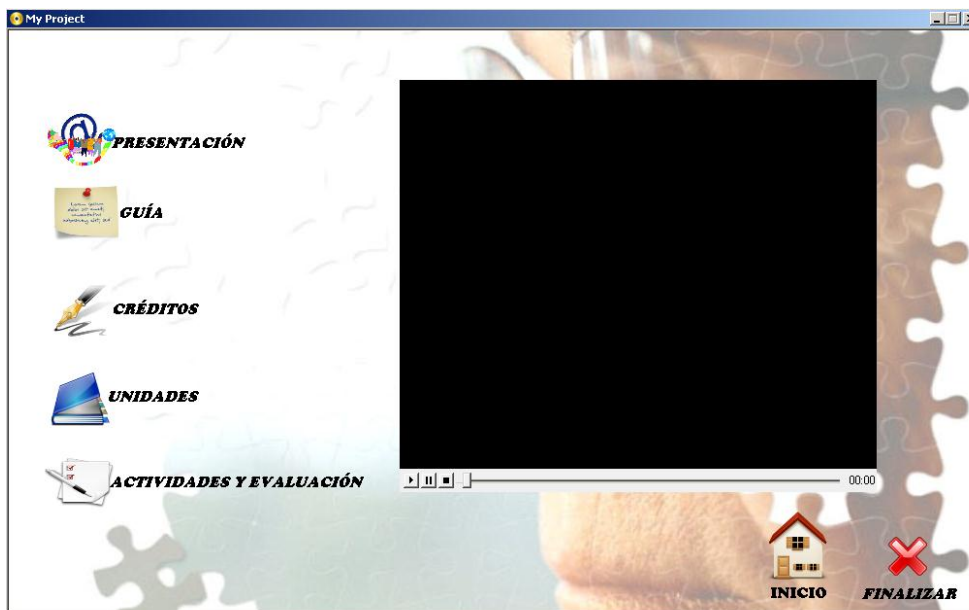 My Project
PRESENTACIÓN
GUÍA
CRÉDITOS
UNIDADES
ACTIVIDADES Y EVALUACIÓN
00:00
INICIO
FINALIZAR